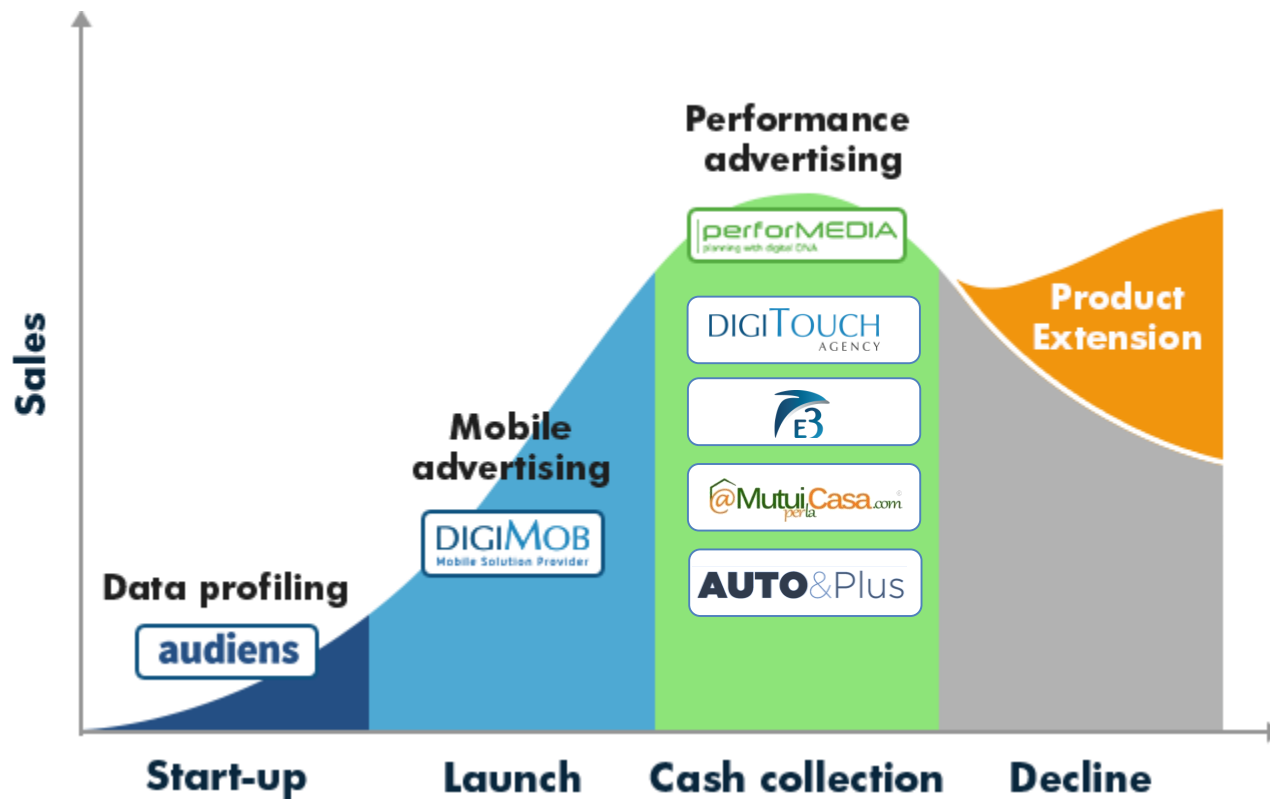 Performance
advertising
perforMEDIA
planning with digital DNA
Product
Extension
DIGITOUCH
AGENCY
Sales
E3
Mobile
advertising
@MutuiperlaCasa.com
DIGIMOB
Mobile Solution Provider
Data profiling
AUTO&Plus
audiens
Start-up
Launch
Cash collection
Decline